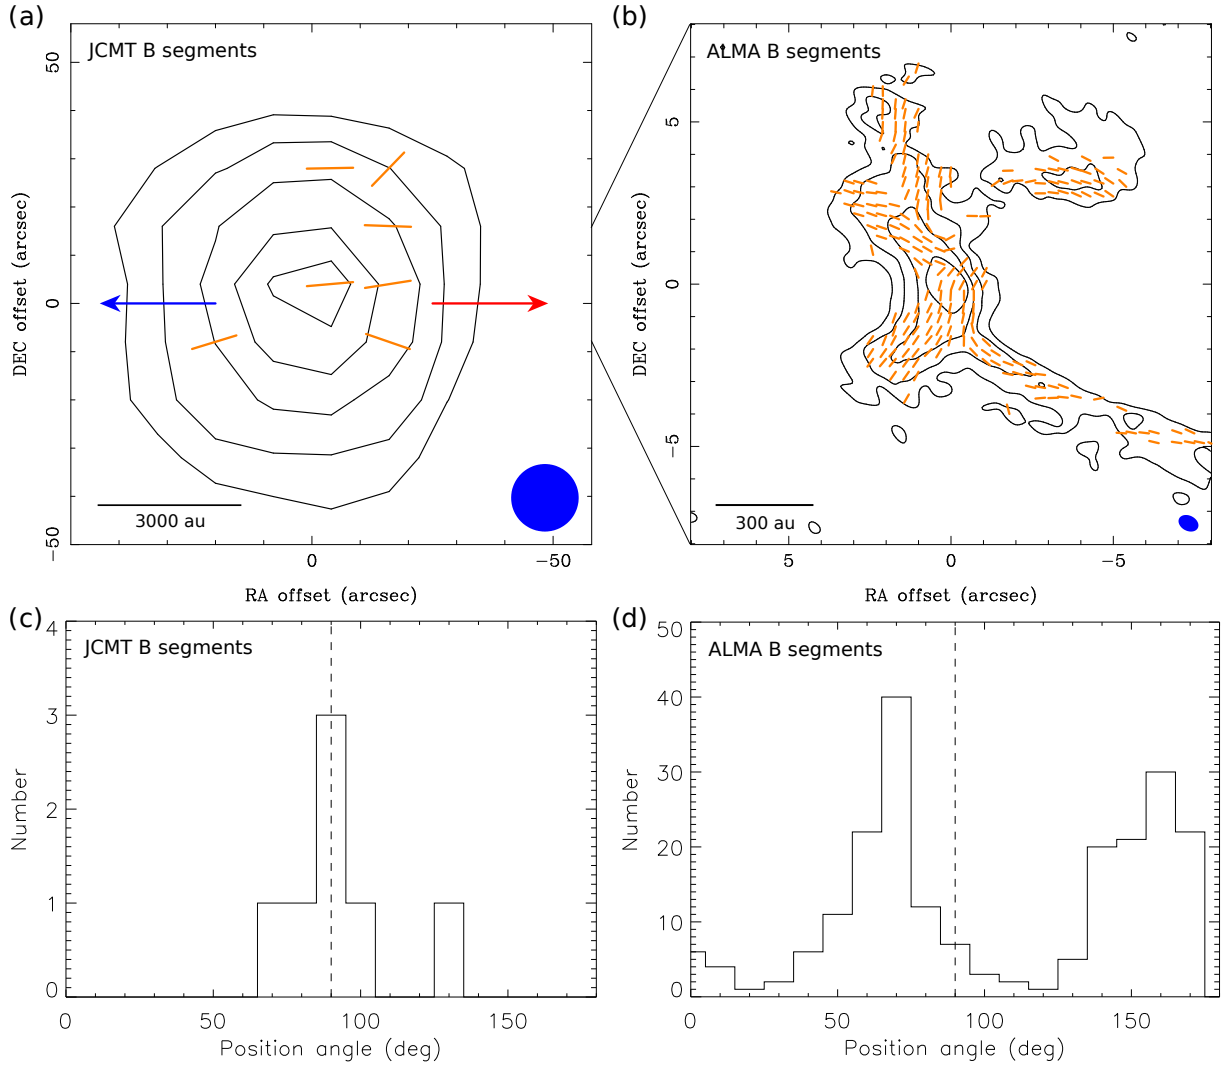 (a)
JCMT B segments
50
0
−50
DEC offset (arcsec)
3000 au
0
−50
RA offset (arcsec)
(b)
ALMA B segments
5
0
−5
DEC offset (arcsec)
300 au
5
0
−5
RA offset (arcsec)
(c)
JCMT B segments
4
3
2
1
0
Number
0
50
100
150
Position angle (deg)
(d)
ALMA B segments
50
40
30
20
10
0
Number
0
50
100
150
Position angle (deg)